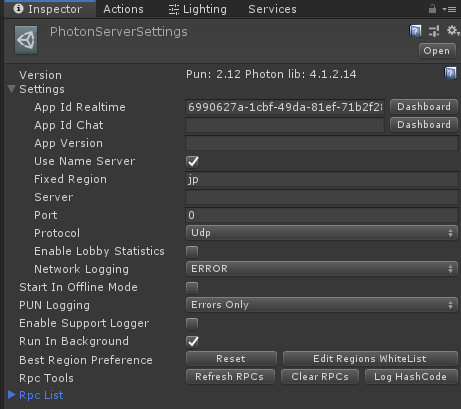 Inspector Actions Lighting Services
PhotonServerSettings
Open
Version Pun: 2.12 Photon lib: 4.1.2.14
Settings
App Id Realtime 6990627a-1cbf-49da-81ef-71b2f28 Dashboard
App Id Chat Dashboard
App Version
Use Name Server
Fixed Region jp
Server
Port 0
Protocol Udp
Enable Lobby Statistics
Network Logging ERROR
Start In Offline Mode
PUN Logging Errors Only
Enable Support Logger
Run In Background
Best Region Preference Reset Edit Regions WhiteList
Rpc Tools Refresh RPCs Clear RPCs Log HashCode
Rpc List